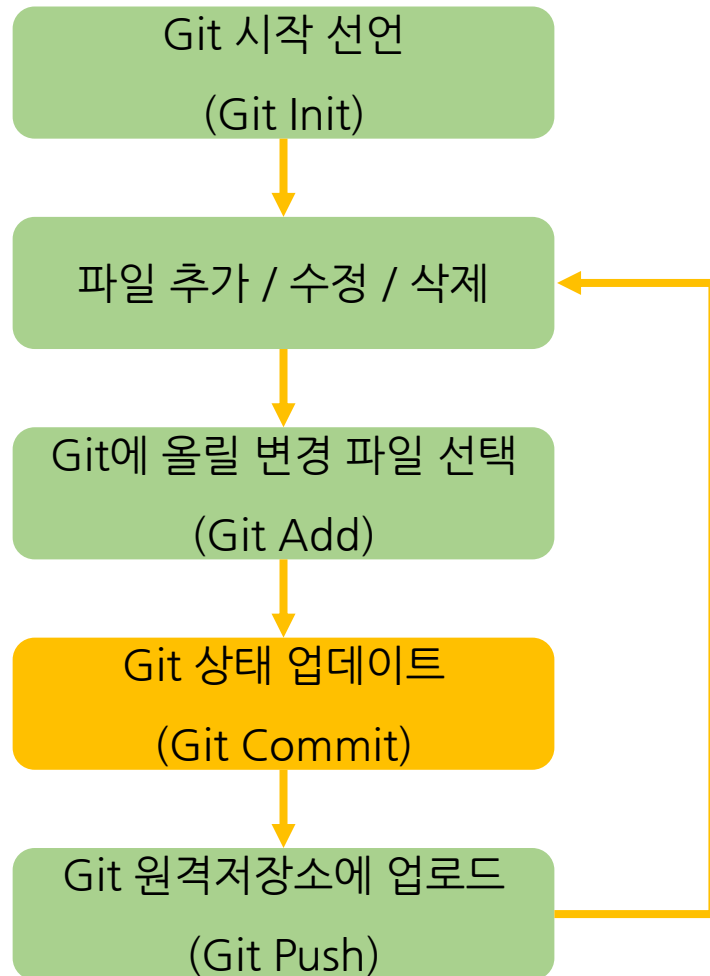 Git 시작 선언
(Git Init)
파일 추가 / 수정 / 삭제
Git에 올릴 변경 파일 선택
(Git Add)
Git 상태 업데이트
(Git Commit)
Git 원격저장소에 업로드
(Git Push)